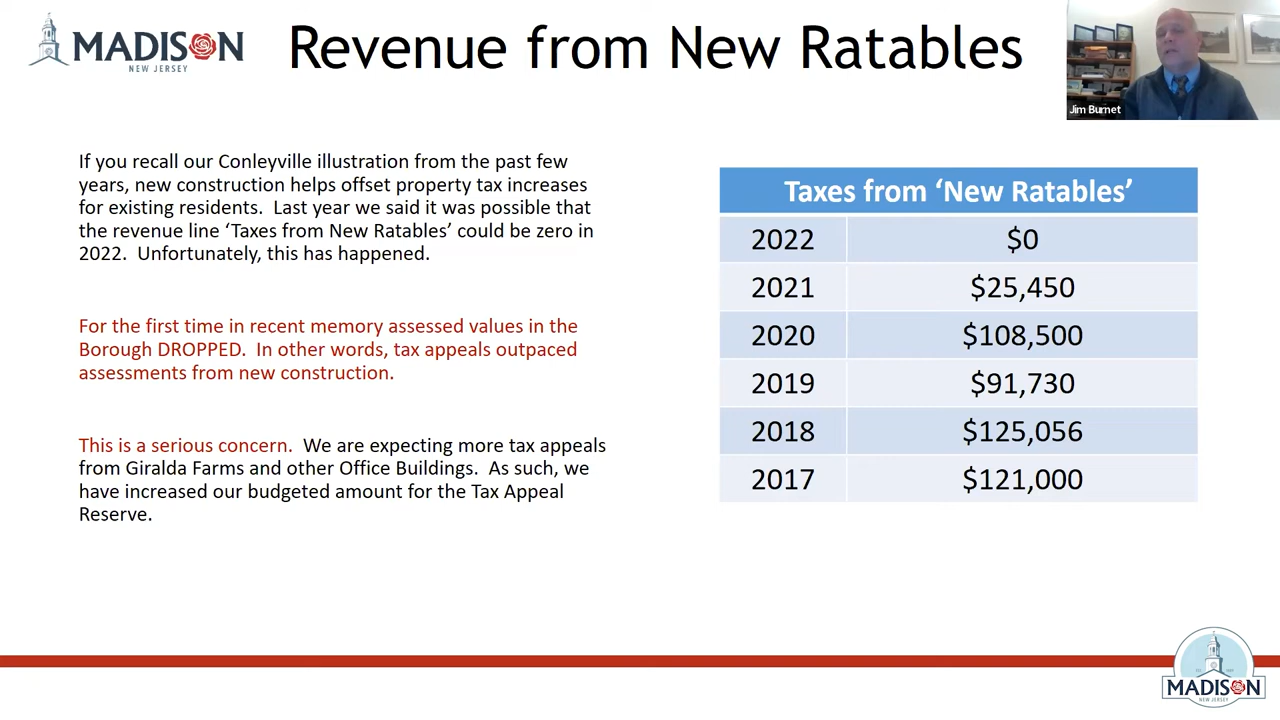 MADISON
NEW JERSEY
Revenue from New Ratables
Jim Burnet
If you recall our Conleyville illustration from the past few
years, new construction helps offset property tax increases
for existing residents.  Last year we said it was possible that
the revenue line ‘Taxes from New Ratables’ could be zero in
2022.  Unfortunately, this has happened.
For the first time in recent memory assessed values in the
Borough DROPPED.  In other words, tax appeals outpaced
assessments from new construction.
This is a serious concern.  We are expecting more tax appeals
from Giralda Farms and other Office Buildings.  As such, we
have increased our budgeted amount for the Tax Appeal
Reserve.
Taxes from ‘New Ratables’
2022 $0
2021 $25,450
2020 $108,500
2019 $91,730
2018 $125,056
2017 $121,000
MADISON
NEW JERSEY